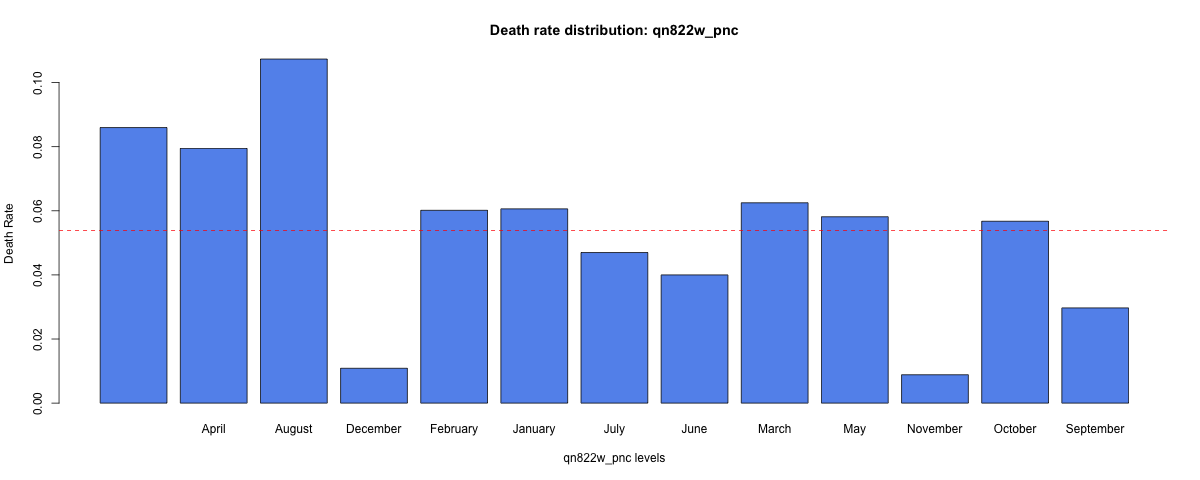 Death rate distribution: qn822w_pnc
Death Rate
0.10
0.08
0.06
0.04
0.02
0.00
April August December February January July June March May November October September
qn822w_pnc levels